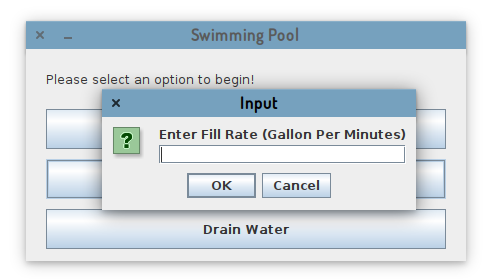 Swimming Pool
Please select an option to begin!
Input
?
Enter Fill Rate (Gallon Per Minutes)
OK Cancel
Drain Water